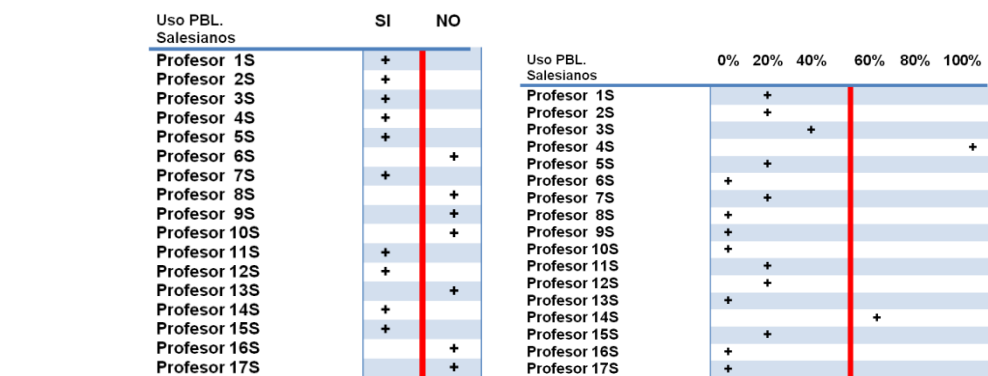 Uso PBL. SI NO
Salesianos
Profesor 1S +
Profesor 2S +
Profesor 3S +
Profesor 4S +
Profesor 5S +
Profesor 6S +
Profesor 7S +
Profesor 8S +
Profesor 9S +
Profesor 10S +
Profesor 11S +
Profesor 12S +
Profesor 13S +
Profesor 14S +
Profesor 15S +
Profesor 16S +
Profesor 17S +
Uso PBL. 0% 20% 40% 60% 80% 100%
Salesianos
Profesor 1S +
Profesor 2S +
Profesor 3S +
Profesor 4S +
Profesor 5S +
Profesor 6S +
Profesor 7S +
Profesor 8S +
Profesor 9S +
Profesor 10S +
Profesor 11S +
Profesor 12S +
Profesor 13S +
Profesor 14S +
Profesor 15S +
Profesor 16S +
Profesor 17S +